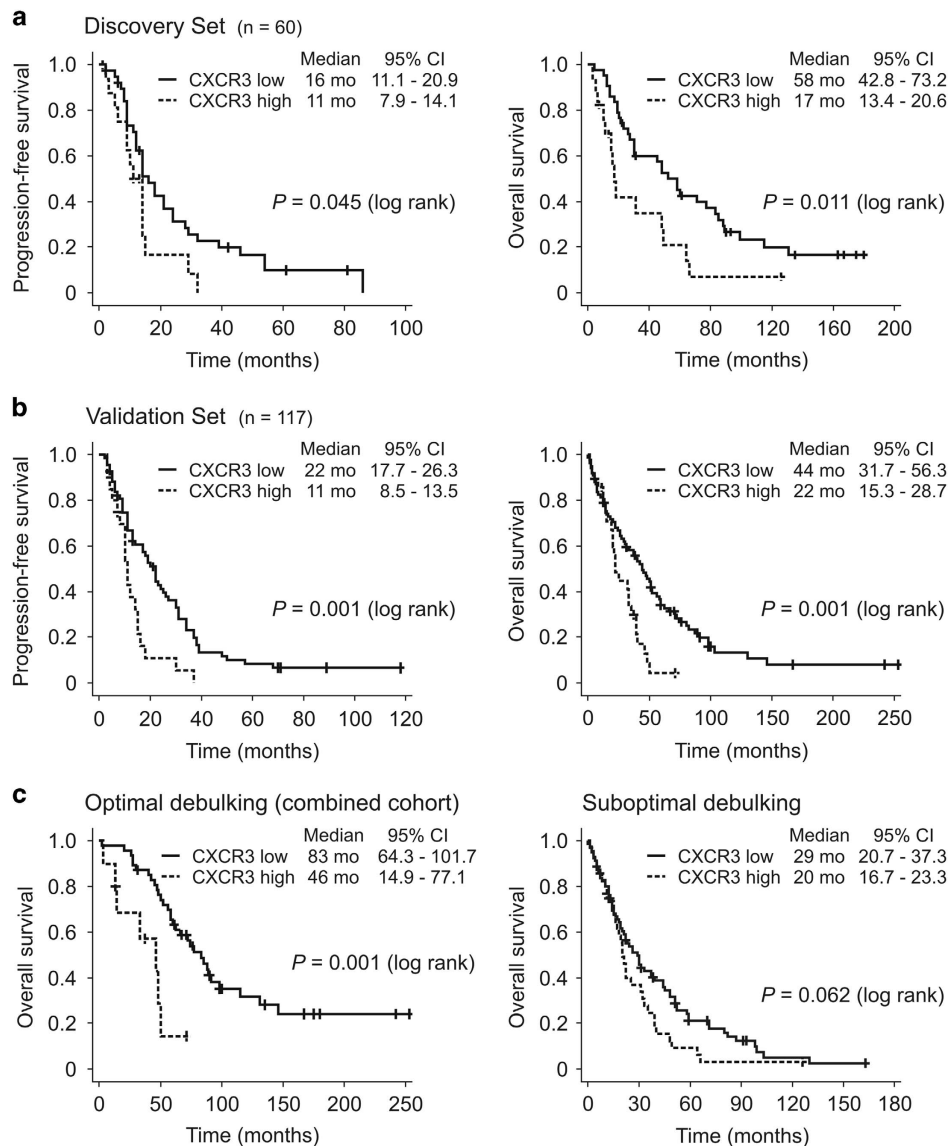 a
Discovery Set (n = 60)
Median 95% CI
CXCR3 low 16 mo 11.1 - 20.9
CXCR3 high 11 mo 7.9 - 14.1
P = 0.045 (log rank)
Progression-free survival
1.0
0.8
0.6
0.4
0.2
0
0 20 40 60 80 100
Time (months)
Median 95% CI
CXCR3 low 58 mo 42.8 - 73.2
CXCR3 high 17 mo 13.4 - 20.6
P = 0.011 (log rank)
Overall survival
1.0
0.8
0.6
0.4
0.2
0
0 40 80 120 160 200
Time (months)
b
Validation Set (n = 117)
Median 95% CI
CXCR3 low 22 mo 17.7 - 26.3
CXCR3 high 11 mo 8.5 - 13.5
P = 0.001 (log rank)
Progression-free survival
1.0
0.8
0.6
0.4
0.2
0
0 20 40 60 80 100 120
Time (months)
Median 95% CI
CXCR3 low 44 mo 31.7 - 56.3
CXCR3 high 22 mo 15.3 - 28.7
P = 0.001 (log rank)
Overall survival
1.0
0.8
0.6
0.4
0.2
0
0 50 100 150 200 250
Time (months)
c
Optimal debulking (combined cohort)
Median 95% CI
CXCR3 low 83 mo 64.3 - 101.7
CXCR3 high 46 mo 14.9 - 77.1
P = 0.001 (log rank)
Overall survival
1.0
0.8
0.6
0.4
0.2
0
0 50 100 150 200 250
Time (months)
Suboptimal debulking
Median 95% CI
CXCR3 low 29 mo 20.7 - 37.3
CXCR3 high 20 mo 16.7 - 23.3
P = 0.062 (log rank)
Overall survival
1.0
0.8
0.6
0.4
0.2
0
0 30 60 90 120 150 180
Time (months)